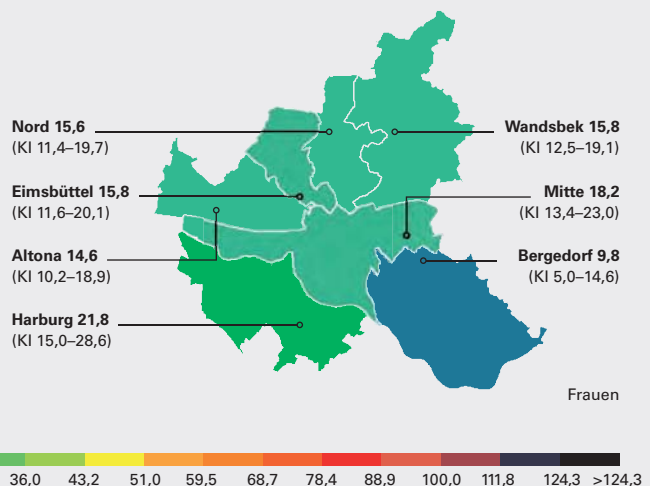 Nord 15,6
(KI 11,4–19,7)
Wandsbek 15,8
(KI 12,5–19,1)
Eimsbüttel 15,8
(KI 11,6–20,1)
Mitte 18,2
(KI 13,4–23,0)
Altona 14,6
(KI 10,2–18,9)
Bergedorf 9,8
(KI 5,0–14,6)
Harburg 21,8
(KI 15,0–28,6)
Frauen
36,0 43,2 51,0 59,5 68,7 78,4 88,9 100,0 111,8 124,3 >124,3